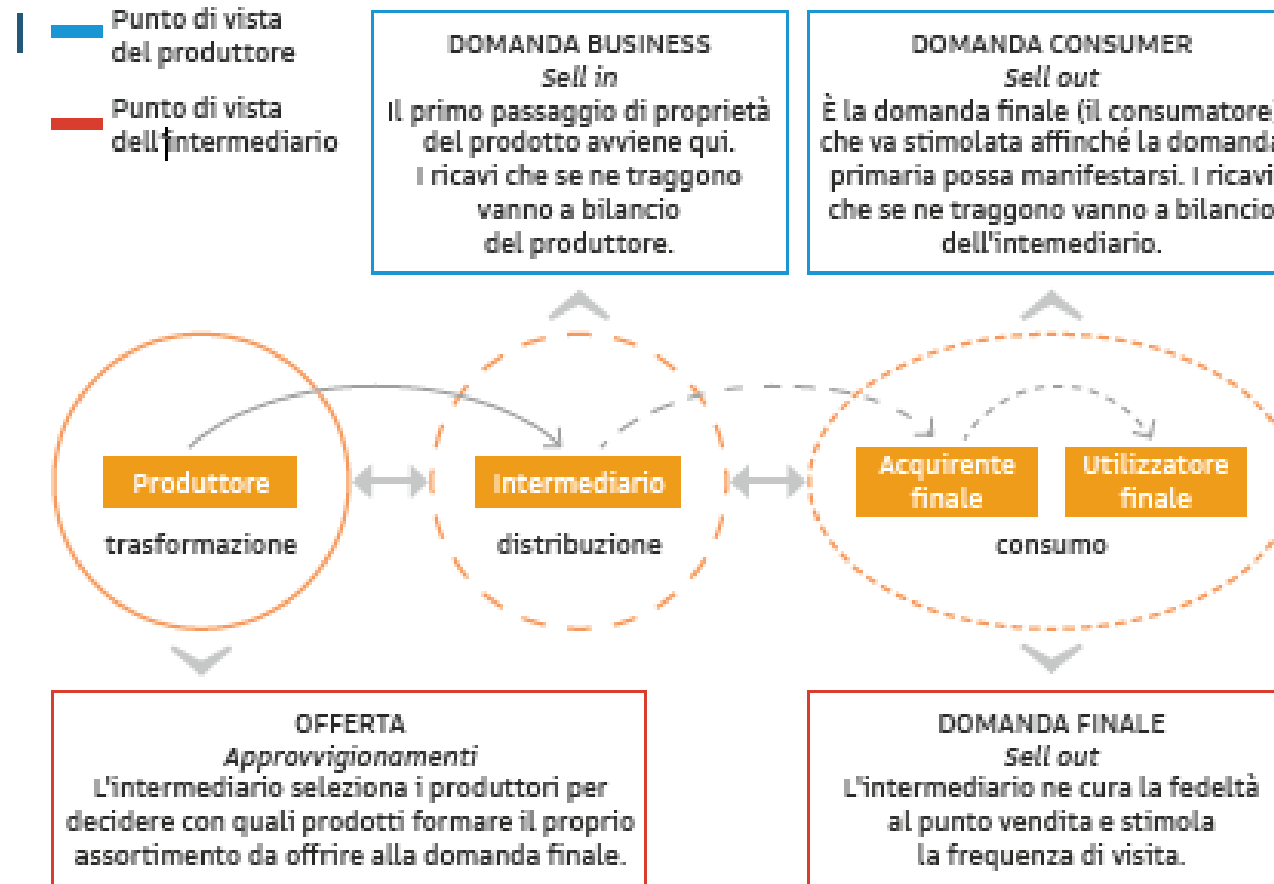 Punto di vista
del produttore
Punto di vista
dell'intermediario
DOMANDA BUSINESS
Sell in
Il primo passaggio di proprietà
del prodotto avviene qui.
I ricavi che se ne traggono
vanno a bilancio
del produttore.
DOMANDA CONSUMER
Sell out
È la domanda finale (il consumatore)
che va stimolata affinché la domanda
primaria possa manifestarsi. I ricavi
che se ne traggono vanno a bilancio
dell'intemediario.
Produttore
trasformazione
Intermediario
distribuzione
Acquirente
finale
Utilizzatore
finale
consumo
OFFERTA
Approvvigionamenti
L'intermediario seleziona i produttori per
decidere con quali prodotti formare il proprio
assortimento da offrire alla domanda finale.
DOMANDA FINALE
Sell out
L'intermediario ne cura la fedeltà
al punto vendita e stimola
la frequenza di visita.